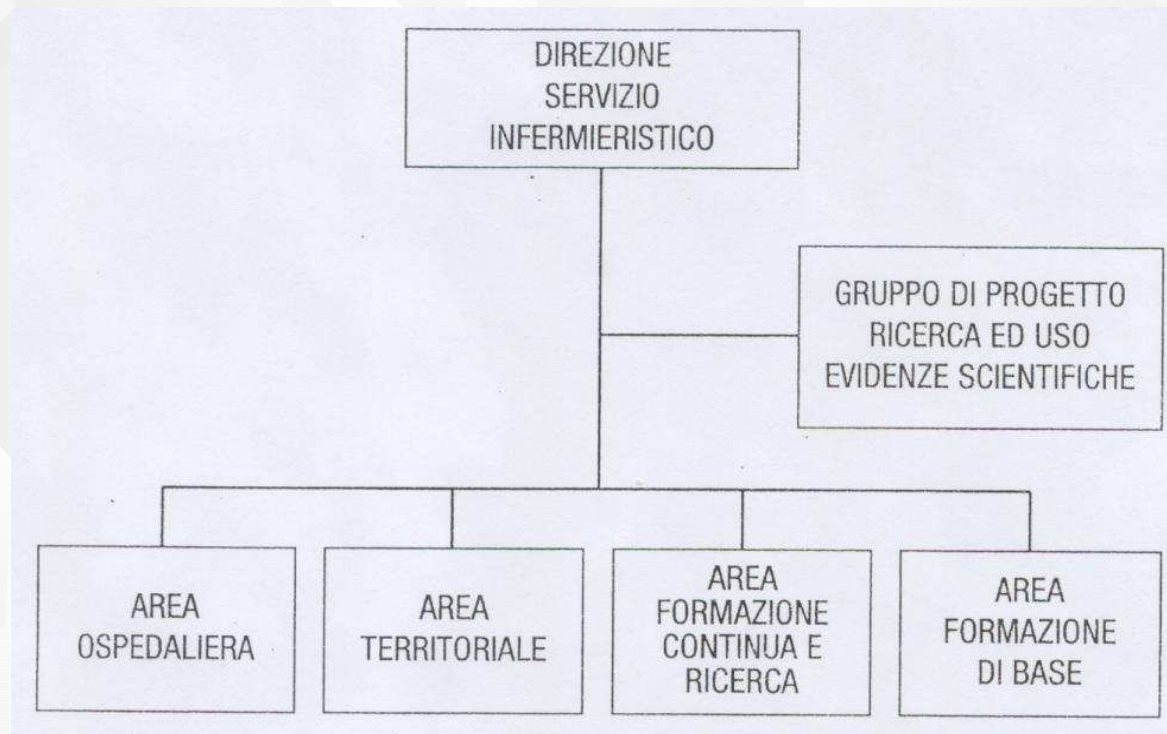 DIREZIONE
SERVIZIO
INFERMIERISTICO
GRUPPO DI PROGETTO
RICERCA ED USO
EVIDENZE SCIENTIFICHE
AREA
OSPEDALIERA
AREA
TERRITORIALE
AREA
FORMAZIONE
CONTINUA E
RICERCA
AREA
FORMAZIONE
DI BASE